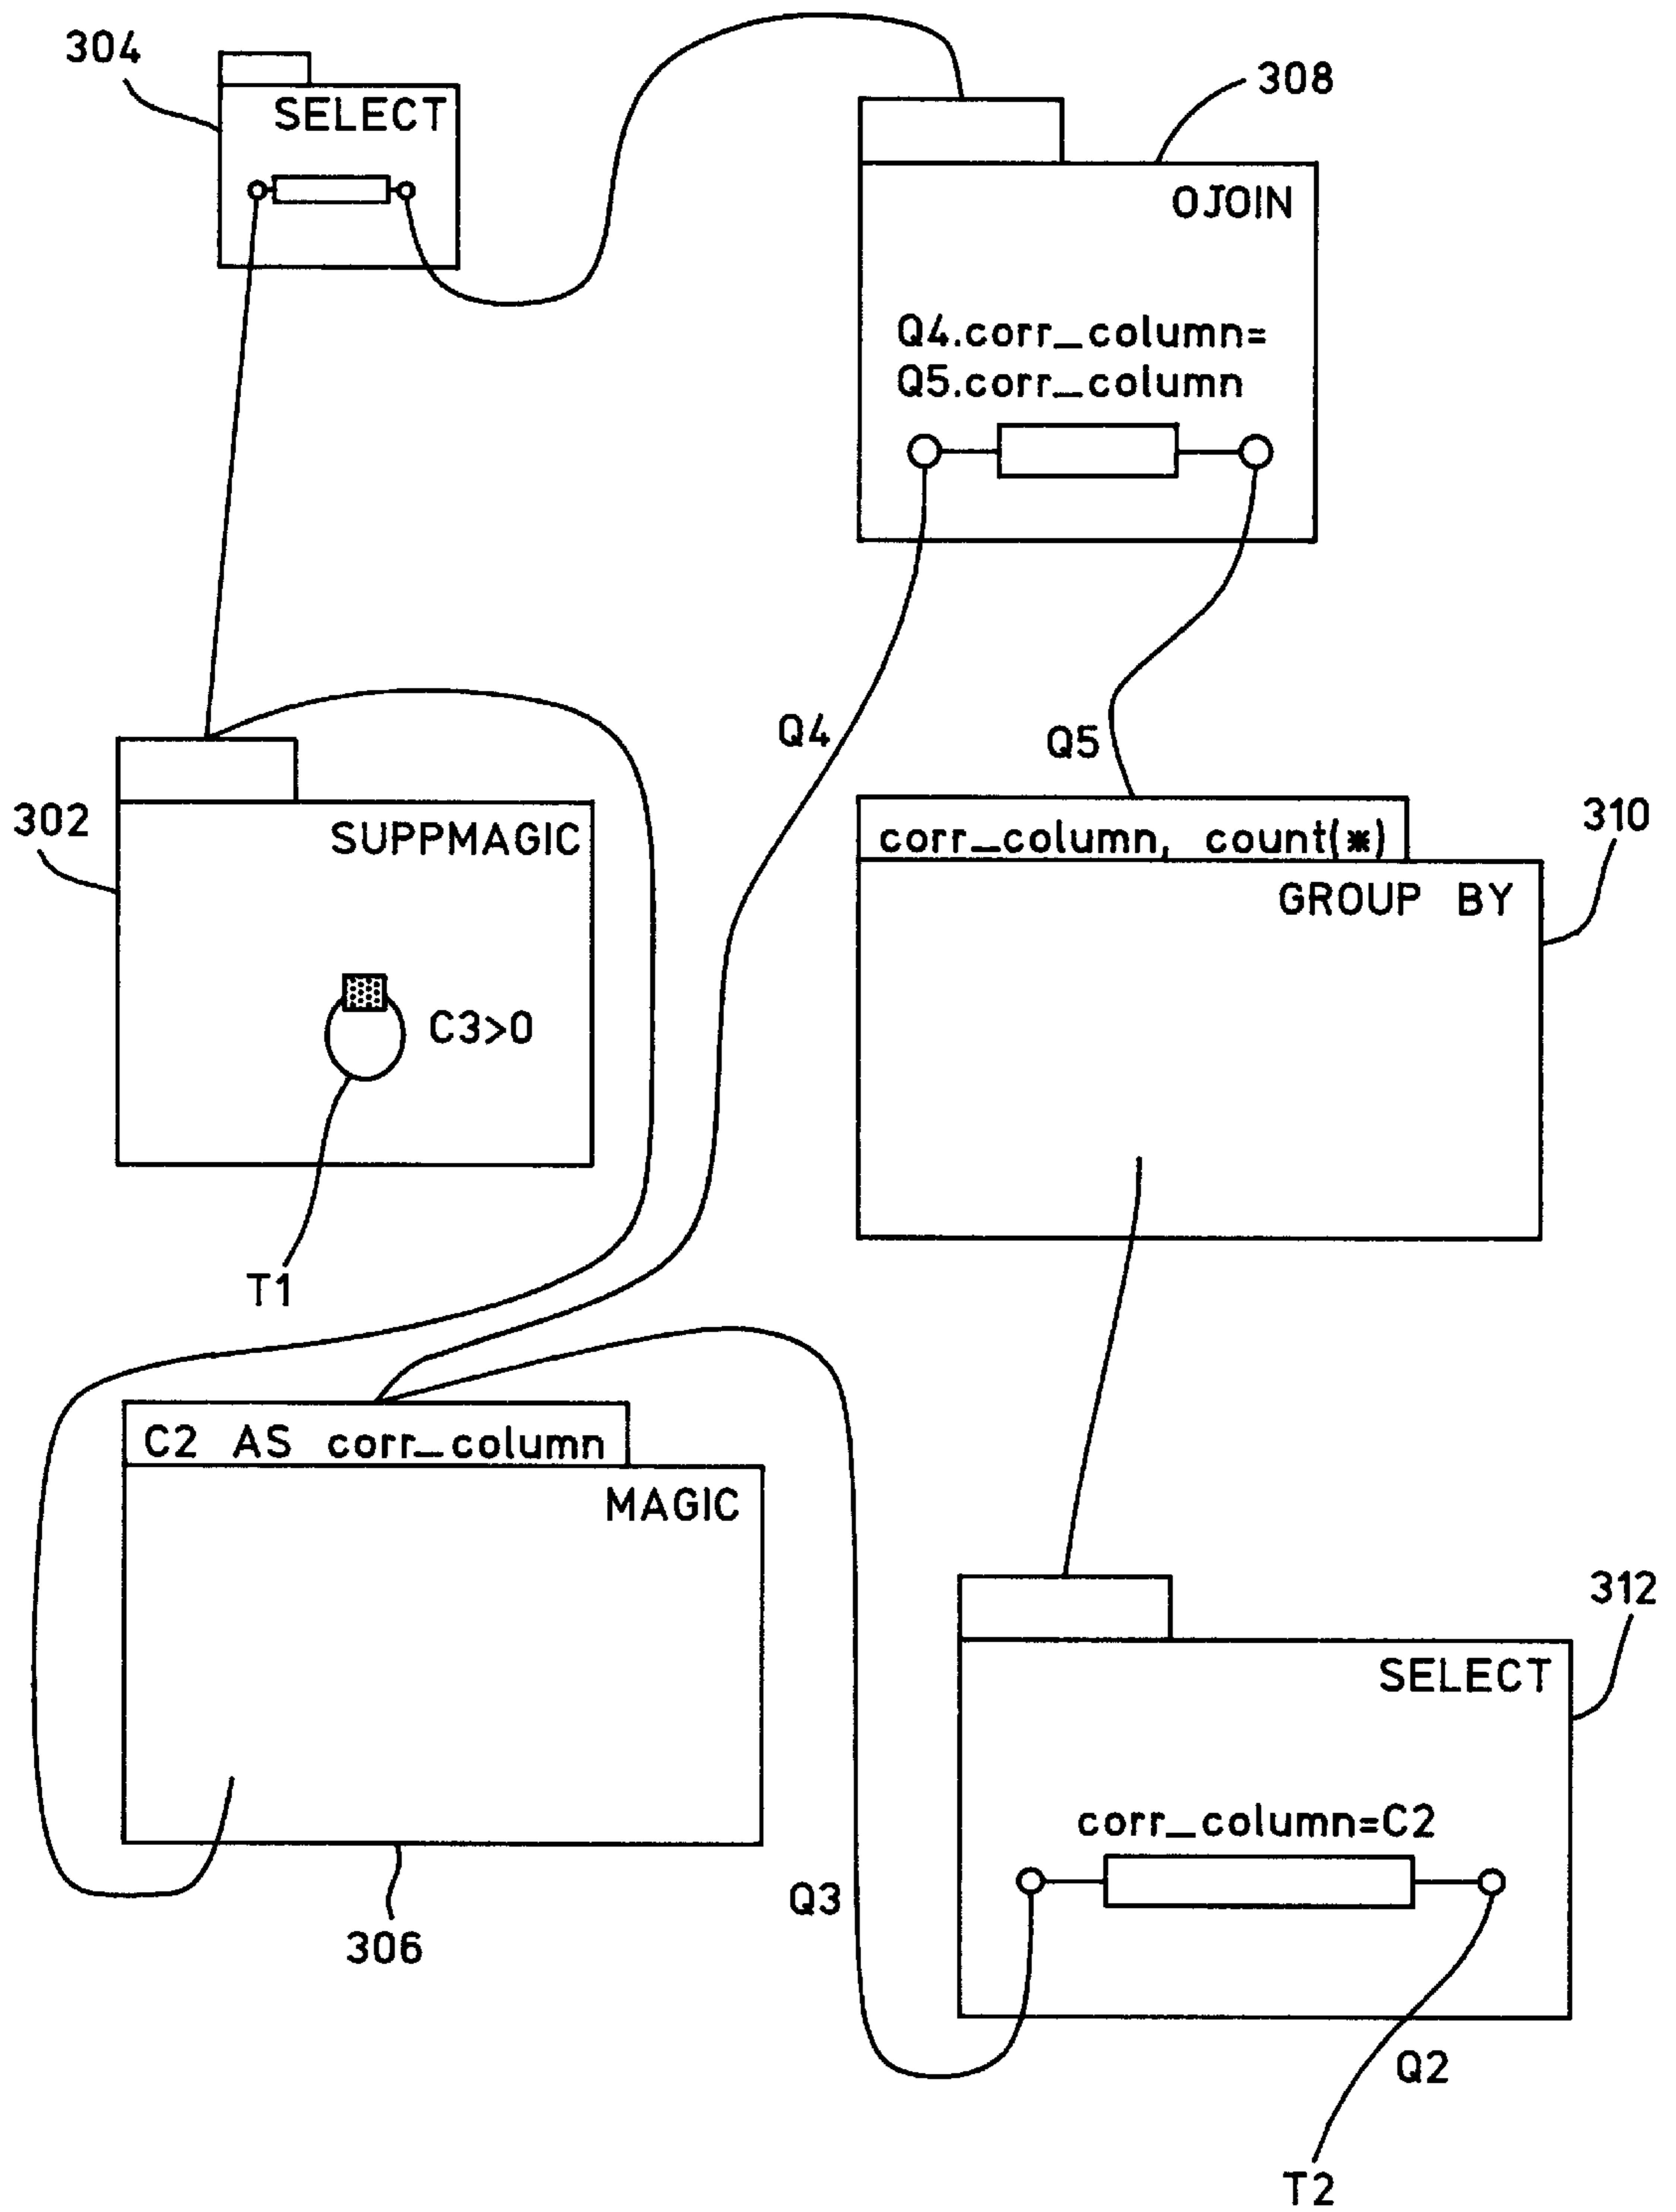 304
SELECT
308
OJOIN
Q4.corr_column=
Q5.corr_column
Q4
Q5
302
SUPPMAGIC
C3>0
T1
corr_column, count(*)
310
GROUP BY
C2 AS corr_column
MAGIC
306
Q3
312
SELECT
corr_column=C2
Q2
T2